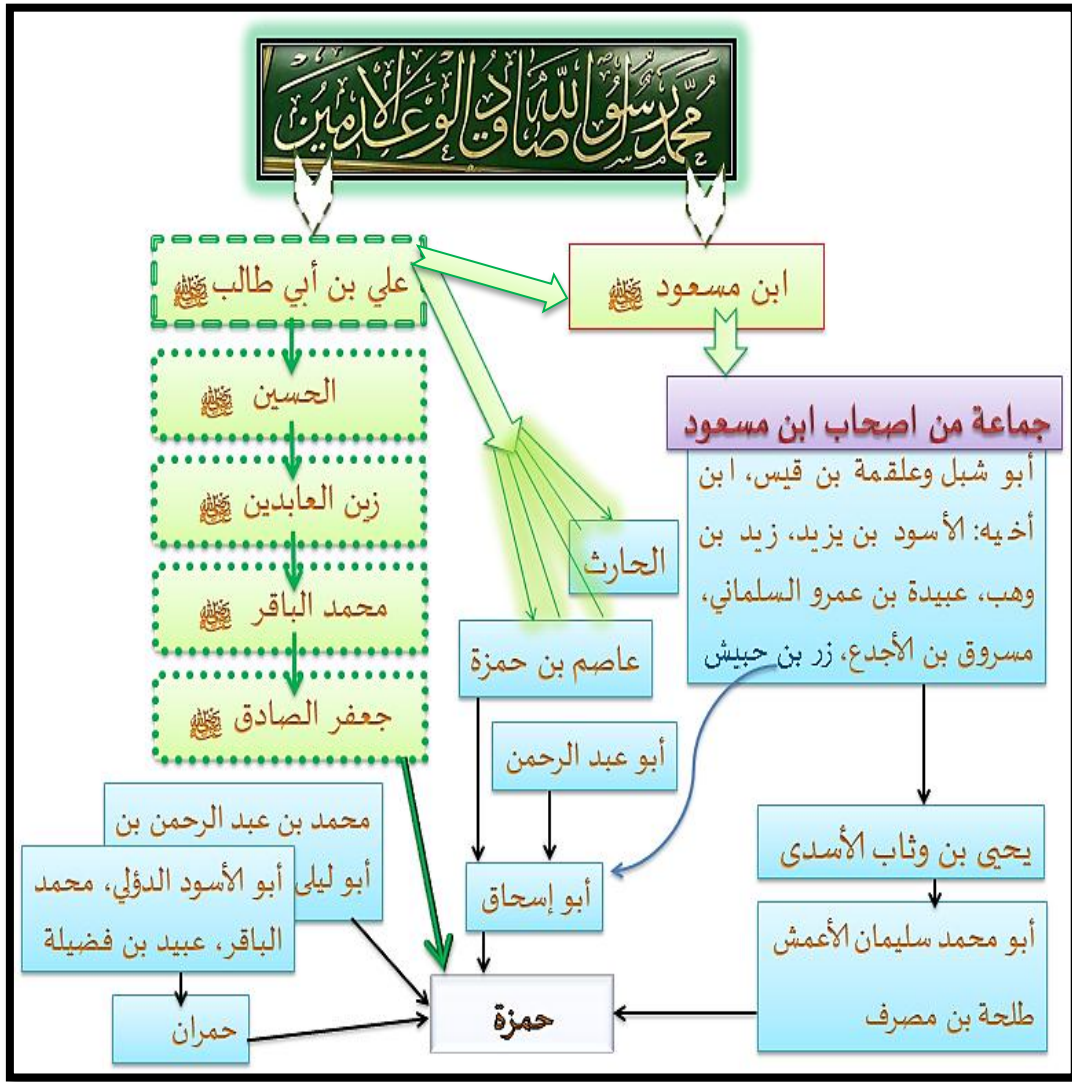 محمد رسول الله صادق الوعد الأمين
علي بن أبي طالب ﵁
ابن مسعود ﵁
الحسين ﵁
زين العابدين ﵁
محمد الباقر ﵁
جعفر الصادق ﵁
جماعة من اصحاب ابن مسعود
أبو شبل وعلقمة بن قيس، ابن
أخيه: الأسود بن يزيد، زيد بن
وهب، عبيدة بن عمرو السلماني،
مسروق بن الأجدع، زر بن حبيش
الحارث
عاصم بن حمزة
أبو عبد الرحمن
أبو إسحاق
يحيى بن وثاب الأسدى
أبو محمد سليمان الأعمش
طلحة بن مصرف
محمد بن عبد الرحمن بن
أبو ليلى
أبو الأسود الدؤلي، محمد
الباقر، عبيد بن فضيلة
حمران
حمزة